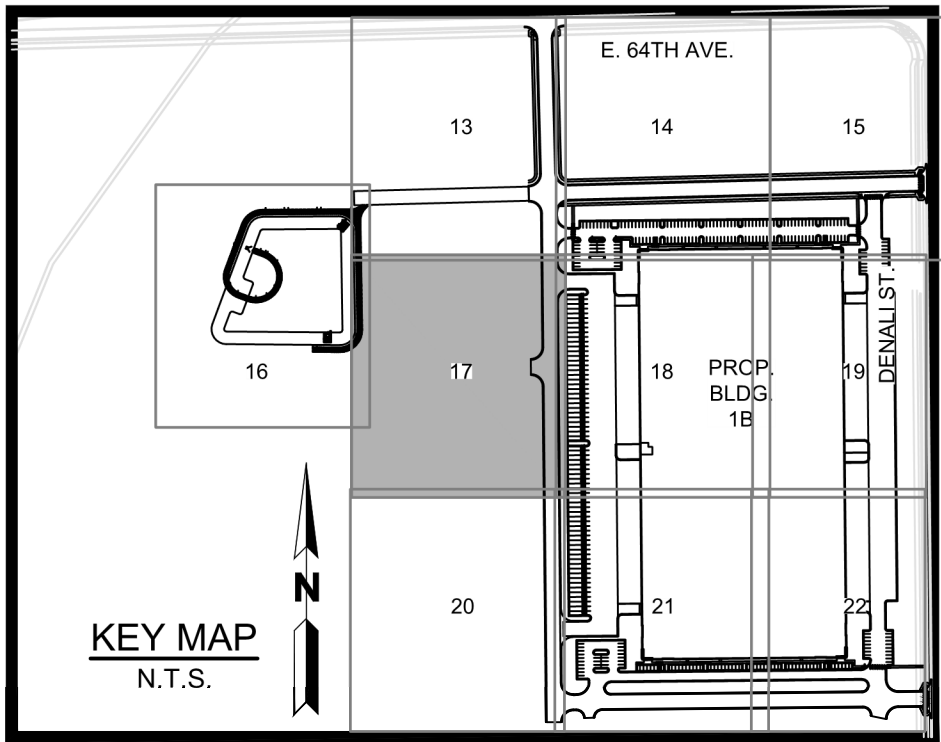 E. 64TH AVE.
13
14
15
16
17
18
PROP.
BLDG.
1B
19
DENALI ST.
20
21
22
N
KEY MAP
N.T.S.